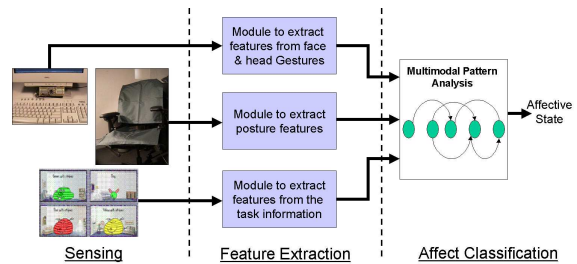 Module to extract
features from face
& head Gestures
Multimodal Pattern
Analysis
Module to extract
posture features
Affective
State
Module to extract
features from the
task information
Sensing
Feature Extraction
Affect Classification